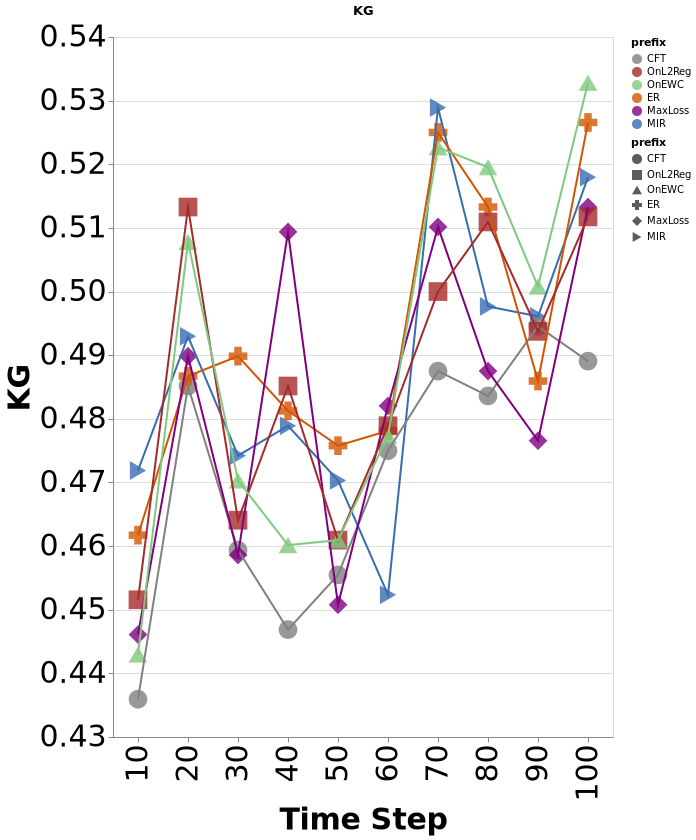 KG
0.54
0.53
0.52
0.51
0.50
0.49
0.48
0.47
0.46
0.45
0.44
0.43
KG
10
20
30
40
50
60
70
80
90
100
Time Step
prefix
CFT
OnL2Reg
OnEWC
ER
MaxLoss
MIR
prefix
CFT
OnL2Reg
OnEWC
ER
MaxLoss
MIR